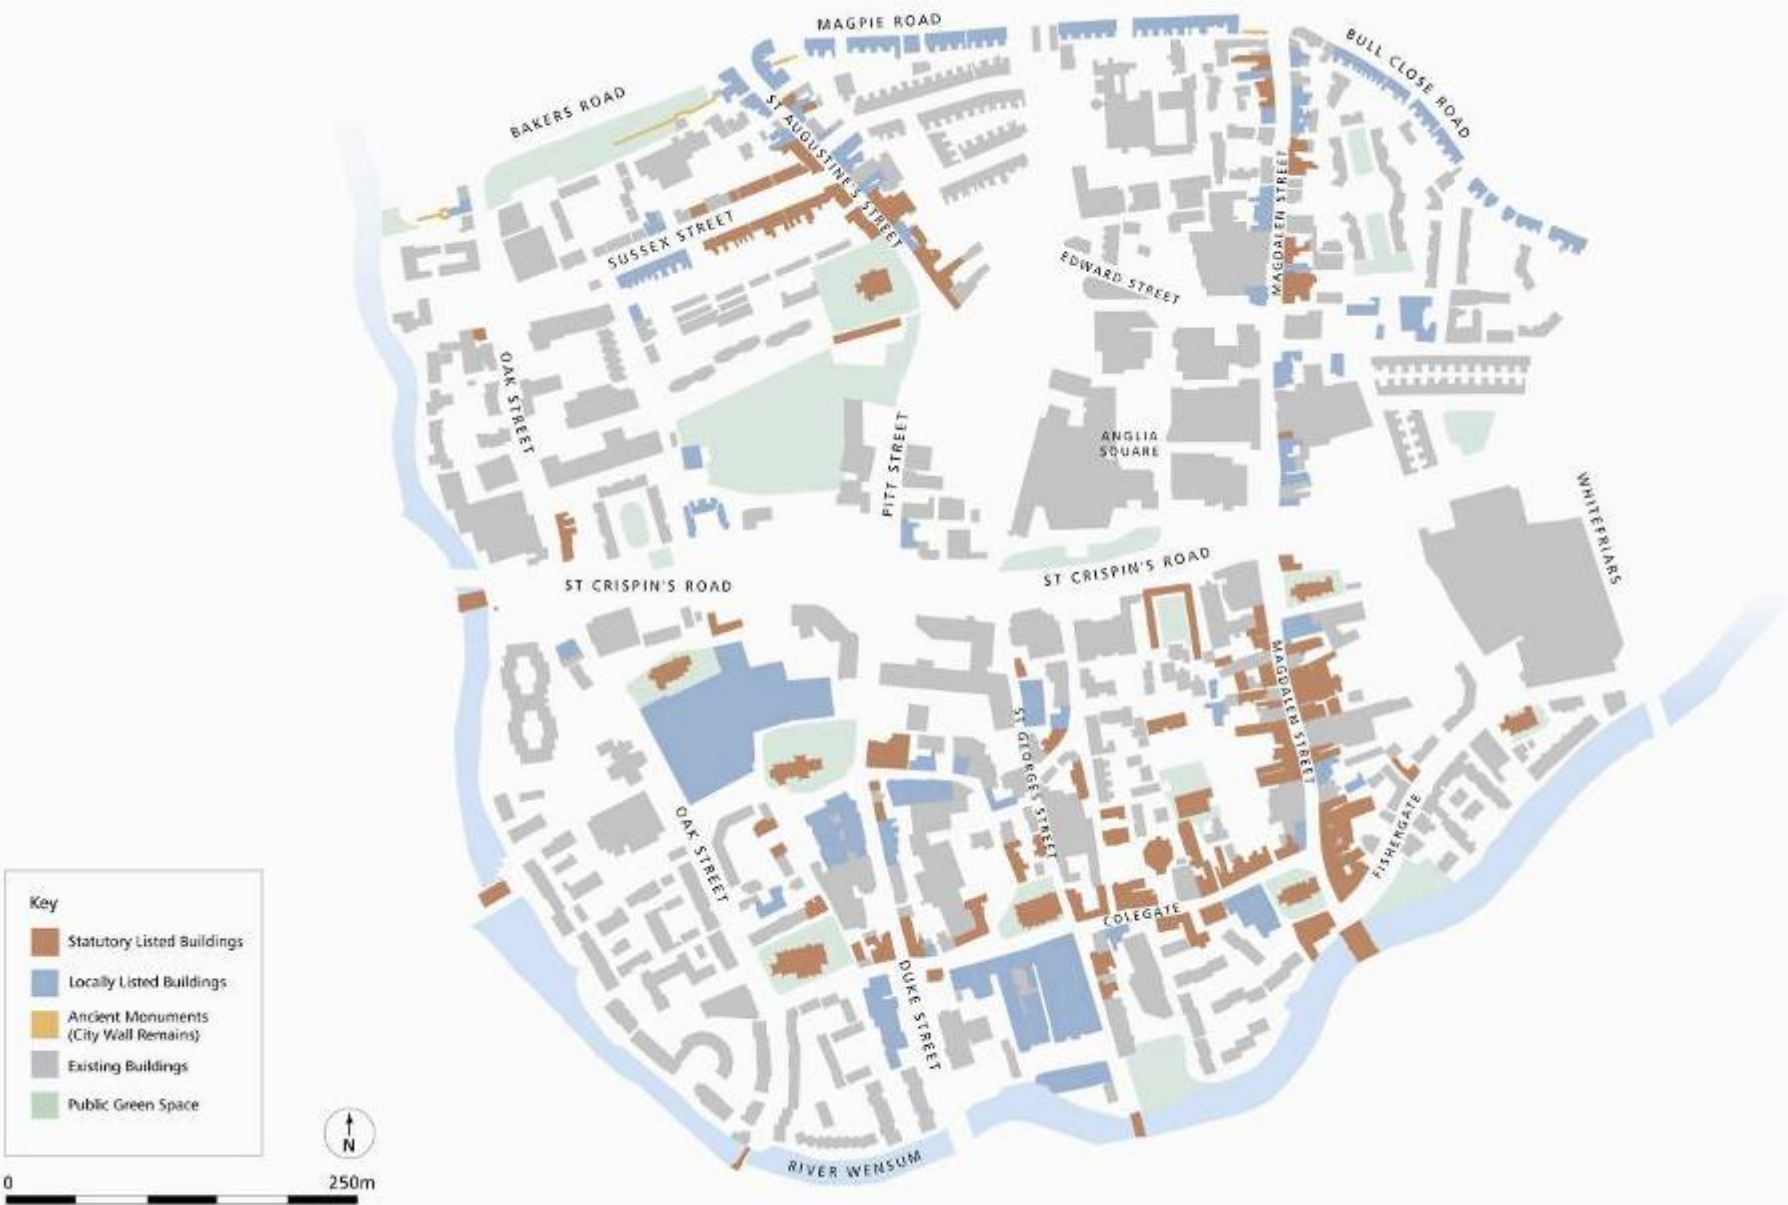 MAGPIE ROAD
BULL CLOSE ROAD
BAKERS ROAD
ST AUGUSTINE'S STREET
MAGDALEN STREET
SUSSEX STREET
EDWARD STREET
OAK STREET
PITT STREET
ANGLIA
SQUARE
WHITEFRIARS
ST CRISPIN'S ROAD
ST CRISPIN'S ROAD
MAGDALEN STREET
ST GEORGES STREET
OAK STREET
FISHERGATE
COLEGATE
DUKE STREET
RIVER WENSUM
Key
Statutory Listed Buildings
Locally Listed Buildings
Ancient Monuments
(City Wall Remains)
Existing Buildings
Public Green Space
N
0 250m